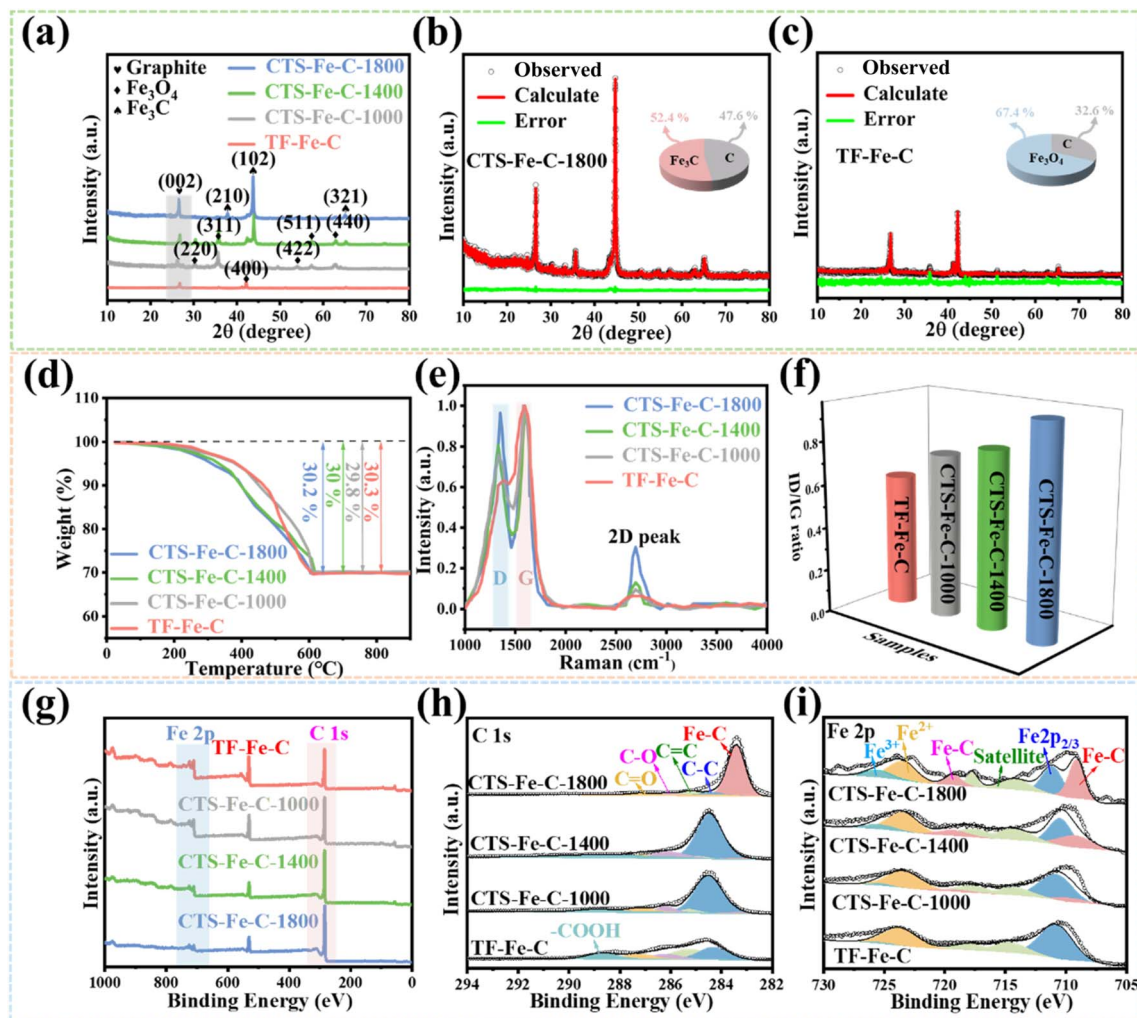 (a)
♥ Graphite
♦ Fe₃O₄
♠ Fe₃C
CTS-Fe-C-1800
CTS-Fe-C-1400
CTS-Fe-C-1000
TF-Fe-C
(002)
(102)
(210)
(321)
(311)
(511)
(440)
(220)
(422)
(400)
Intensity (a.u.)
10 20 30 40 50 60 70 80
2θ (degree)
(b)
Observed
Calculate
Error
CTS-Fe-C-1800
52.4 %
47.6 %
Fe₃C
C
Intensity (a.u.)
10 20 30 40 50 60 70 80
2θ (degree)
(c)
Observed
Calculate
Error
TF-Fe-C
67.4 %
32.6 %
Fe₃O₄
C
Intensity (a.u.)
10 20 30 40 50 60 70 80
2θ (degree)
(d)
Weight (%)
110
100
90
80
70
60
30.2 %
30 %
29.8 %
30.3 %
CTS-Fe-C-1800
CTS-Fe-C-1400
CTS-Fe-C-1000
TF-Fe-C
0 200 400 600 800
Temperature (℃)
(e)
Intensity (a.u.)
1.0
0.8
0.6
0.4
0.2
0.0
CTS-Fe-C-1800
CTS-Fe-C-1400
CTS-Fe-C-1000
TF-Fe-C
2D peak
D
G
1000 1500 2000 2500 3000 3500 4000
Raman (cm⁻¹)
(f)
ID/IG ratio
0.8
0.6
0.4
0.2
0.0
TF-Fe-C
CTS-Fe-C-1000
CTS-Fe-C-1400
CTS-Fe-C-1800
Samples
(g)
Fe 2p
C 1s
TF-Fe-C
CTS-Fe-C-1000
CTS-Fe-C-1400
CTS-Fe-C-1800
Intensity (a.u.)
1000 800 600 400 200 0
Binding Energy (eV)
(h)
C 1s
Fe-C
C-O
C=C
C=O
C-C
CTS-Fe-C-1800
CTS-Fe-C-1400
CTS-Fe-C-1000
-COOH
TF-Fe-C
Intensity (a.u.)
294 292 290 288 286 284 282
Binding Energy (eV)
(i)
Fe 2p
Fe²⁺
Fe³⁺
Fe-C
Satellite
Fe2p₂/₃
Fe-C
CTS-Fe-C-1800
CTS-Fe-C-1400
CTS-Fe-C-1000
TF-Fe-C
Intensity (a.u.)
730 725 720 715 710 705
Binding Energy (eV)